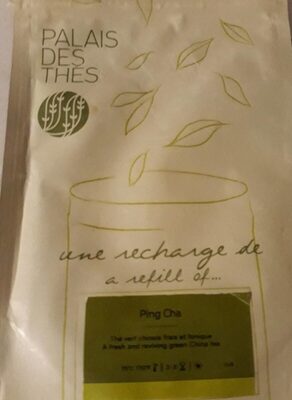 PALAIS
DES
THÉS
une recharge de
a refill of...
Ping Cha
Thé vert chinois frais et tonique
A fresh and reviving green China tea